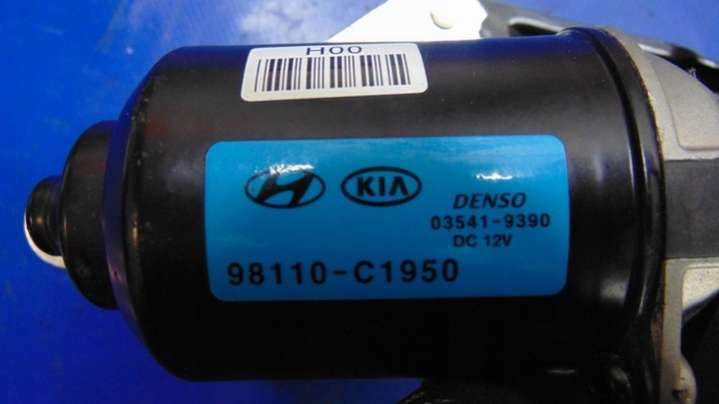 H00
KIA
DENSO
03541-9390
DC 12V
98110-C1950